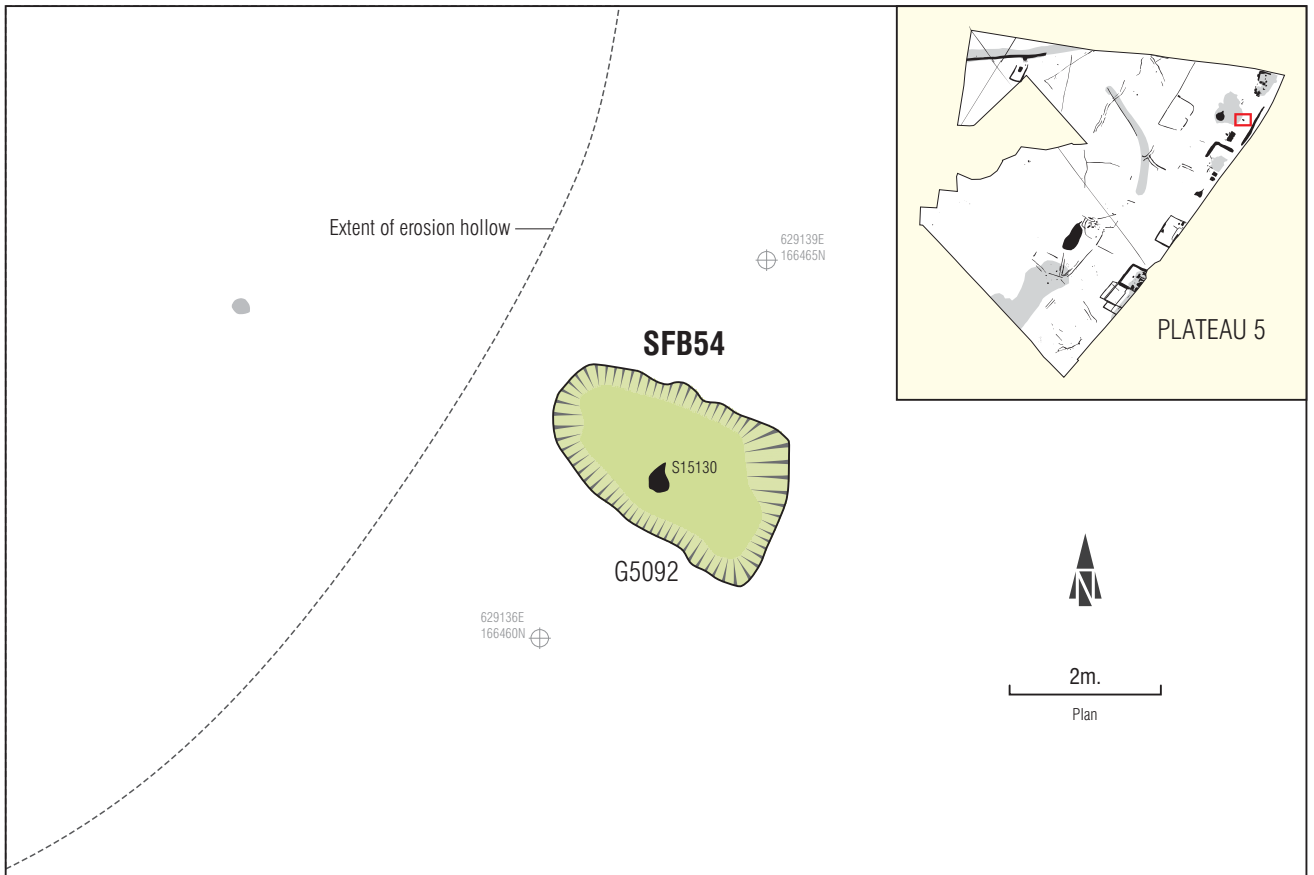 PLATEAU 5
Extent of erosion hollow
629139E
166465N
SFB54
S15130
G5092
629136E
166460N
N
2m.
Plan